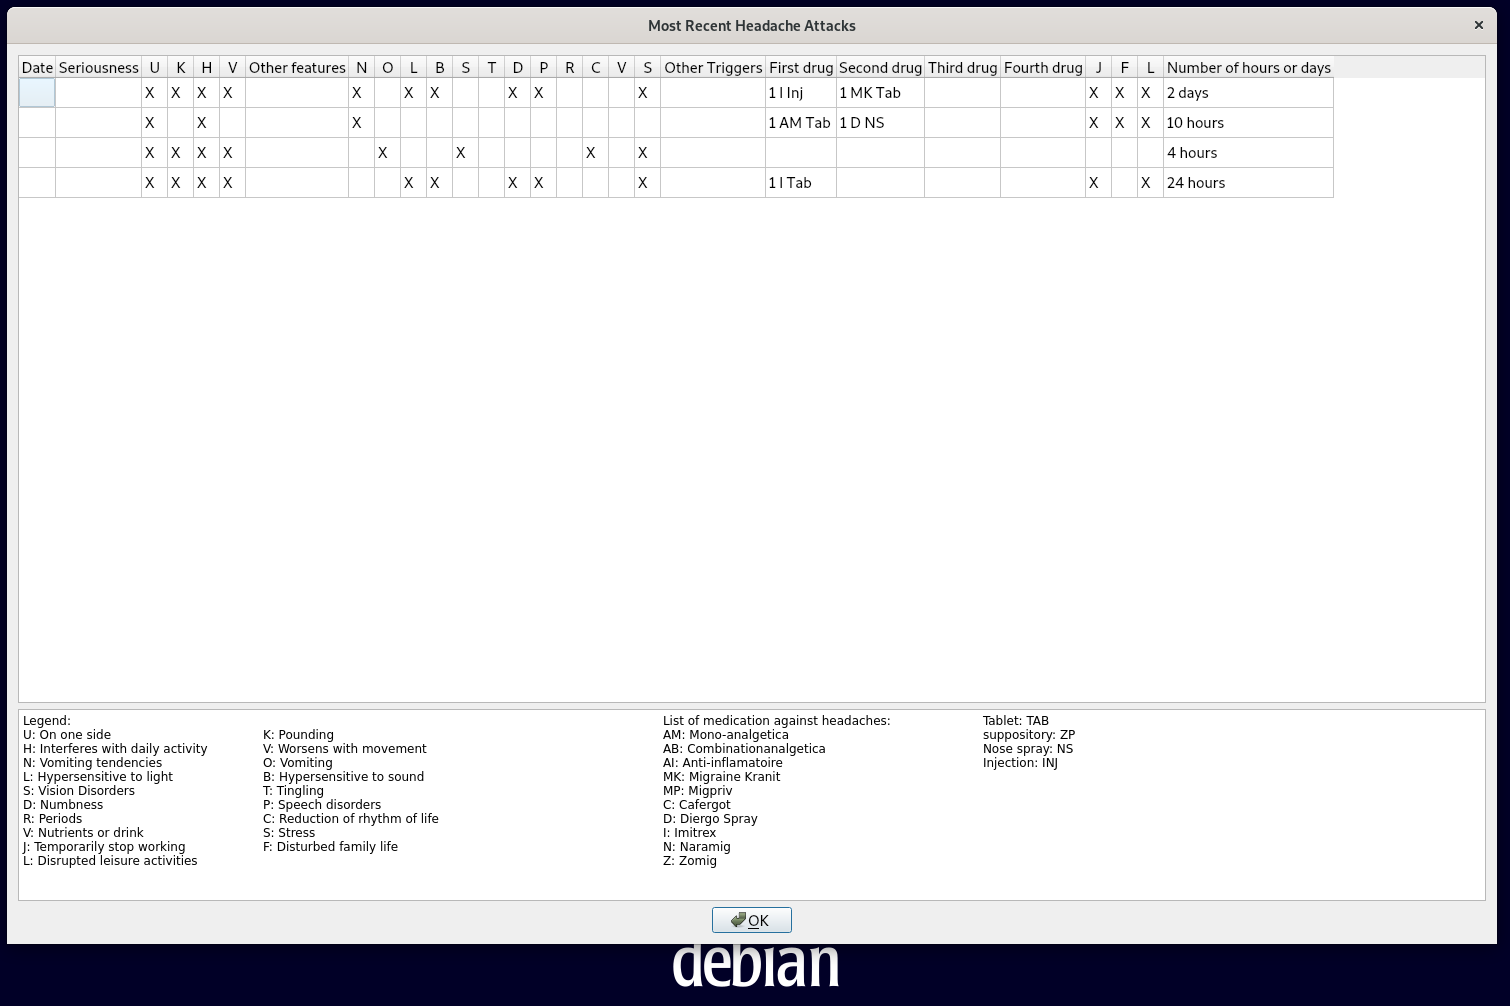 Most Recent Headache Attacks
Date Seriousness U K H V Other features N O L B S T D P R C V S Other Triggers First drug Second drug Third drug Fourth drug J F L Number of hours or days
X X X X X X X X X X 1 I Inj 1 MK Tab X X X 2 days
X X X 1 AM Tab 1 D NS X X X 10 hours
X X X X X X X X 4 hours
X X X X X X X X X 1 I Tab X X 24 hours
Legend:
U: On one side K: Pounding
H: Interferes with daily activity V: Worsens with movement
N: Vomiting tendencies O: Vomiting
L: Hypersensitive to light B: Hypersensitive to sound
S: Vision Disorders T: Tingling
D: Numbness P: Speech disorders
R: Periods C: Reduction of rhythm of life
V: Nutrients or drink S: Stress
J: Temporarily stop working F: Disturbed family life
L: Disrupted leisure activities
List of medication against headaches:
AM: Mono-analgetica
AB: Combinationanalgetica
AI: Anti-inflamatoire
MK: Migraine Kranit
MP: Migpriv
C: Cafergot
D: Diergo Spray
I: Imitrex
N: Naramig
Z: Zomig
Tablet: TAB
suppository: ZP
Nose spray: NS
Injection: INJ
OK
debian